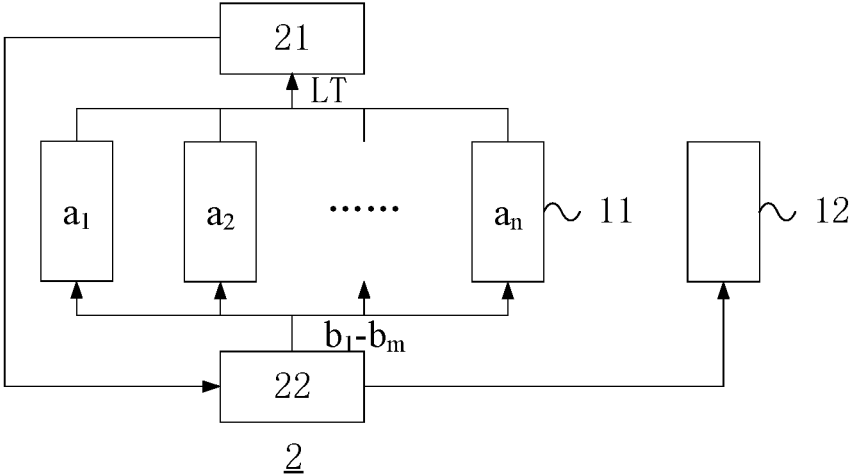 21
LT
a₁ a₂ ...... aₙ 11 12
b₁-bₘ
22
2